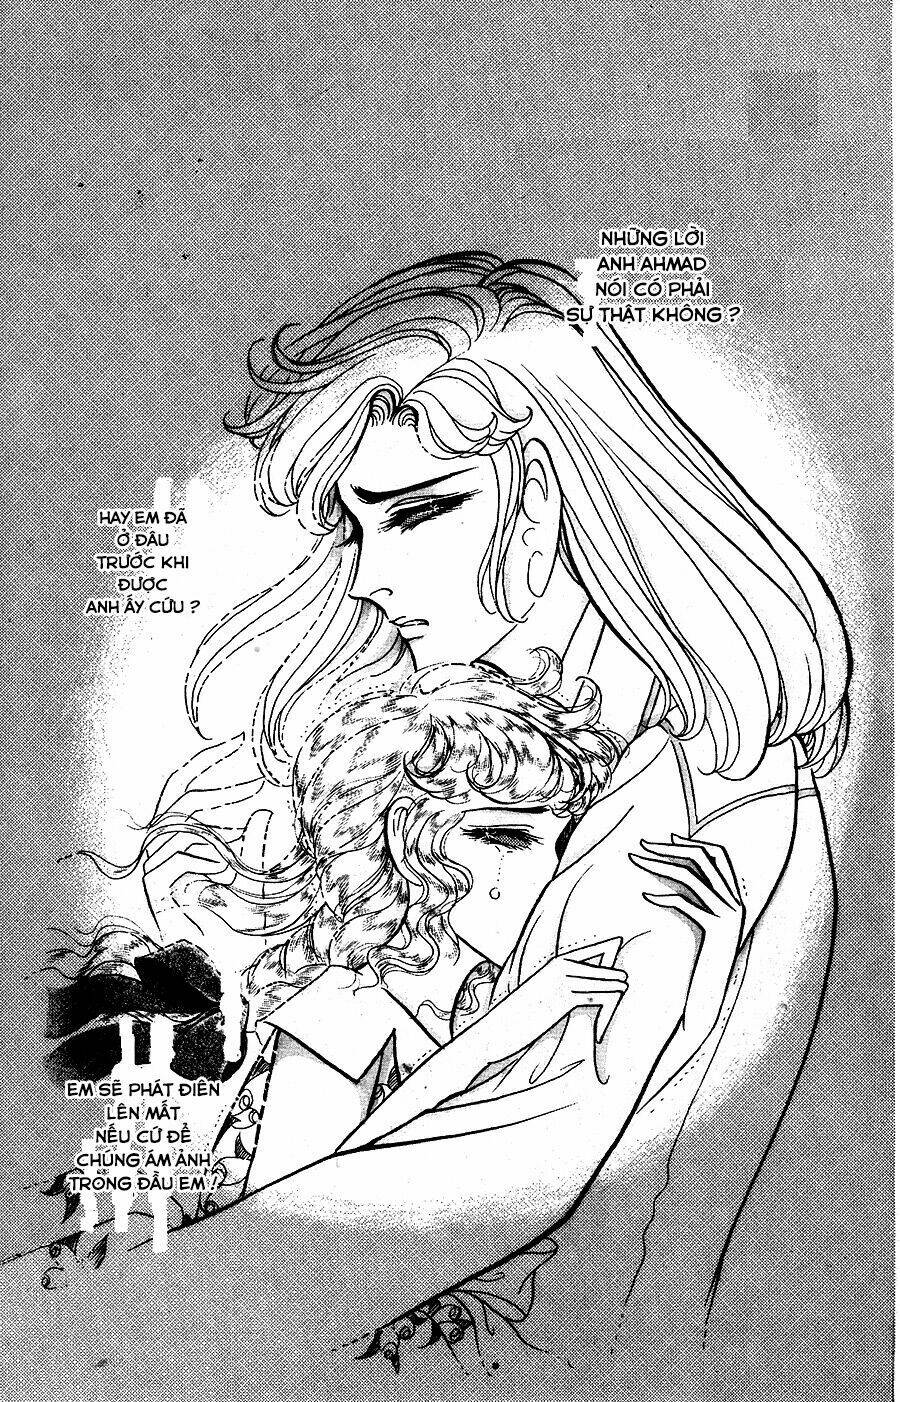 NHỮNG LỜI
ANH AHMAD
NÓI CÓ PHẢI
SỰ THẬT KHÔNG ?
HAY EM ĐÃ
Ở ĐÂU
TRƯỚC KHI
ĐƯỢC
ANH ẤY CỨU ?
EM SẼ PHÁT ĐIÊN
LÊN MẤT
NẾU CỨ ĐỂ
CHÚNG ÁM ẢNH
TRONG ĐẦU EM !